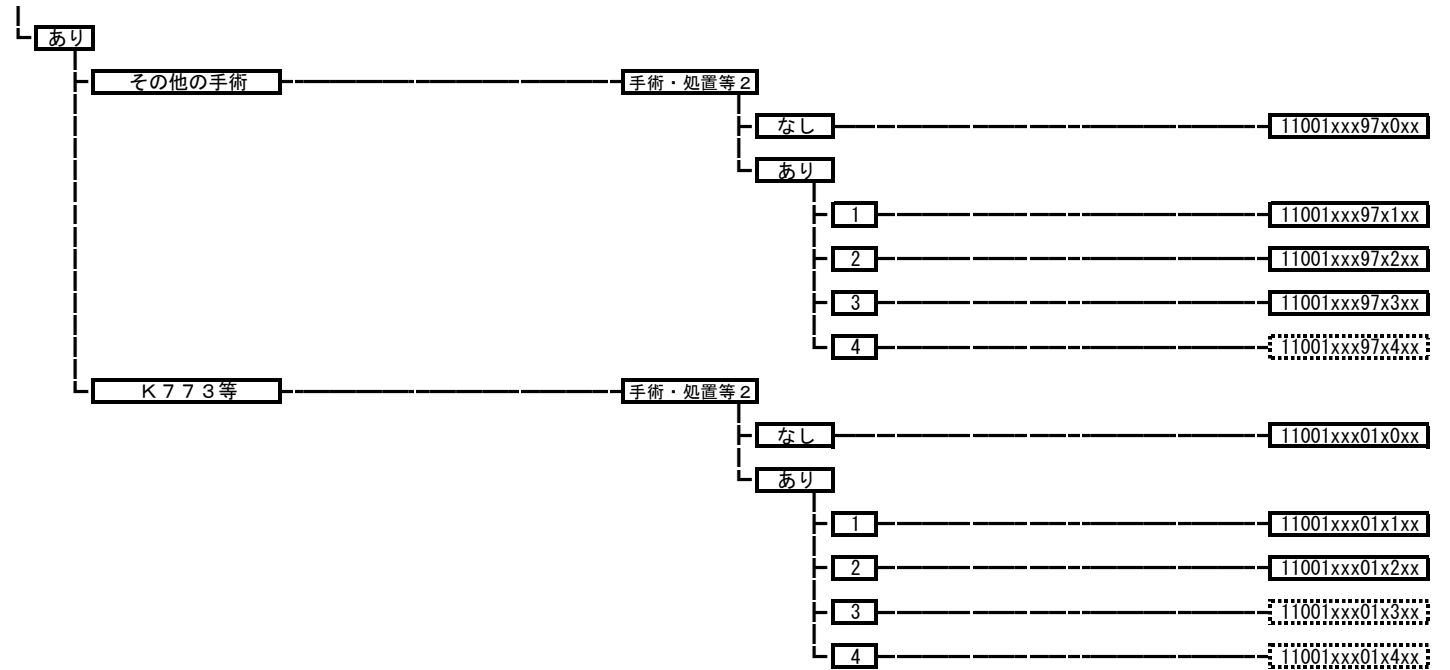 あり
その他の手術 手術・処置等2
なし 11001xxx97x0xx
あり
1 11001xxx97x1xx
2 11001xxx97x2xx
3 11001xxx97x3xx
4 11001xxx97x4xx
K773等 手術・処置等2
なし 11001xxx01x0xx
あり
1 11001xxx01x1xx
2 11001xxx01x2xx
3 11001xxx01x3xx
4 11001xxx01x4xx